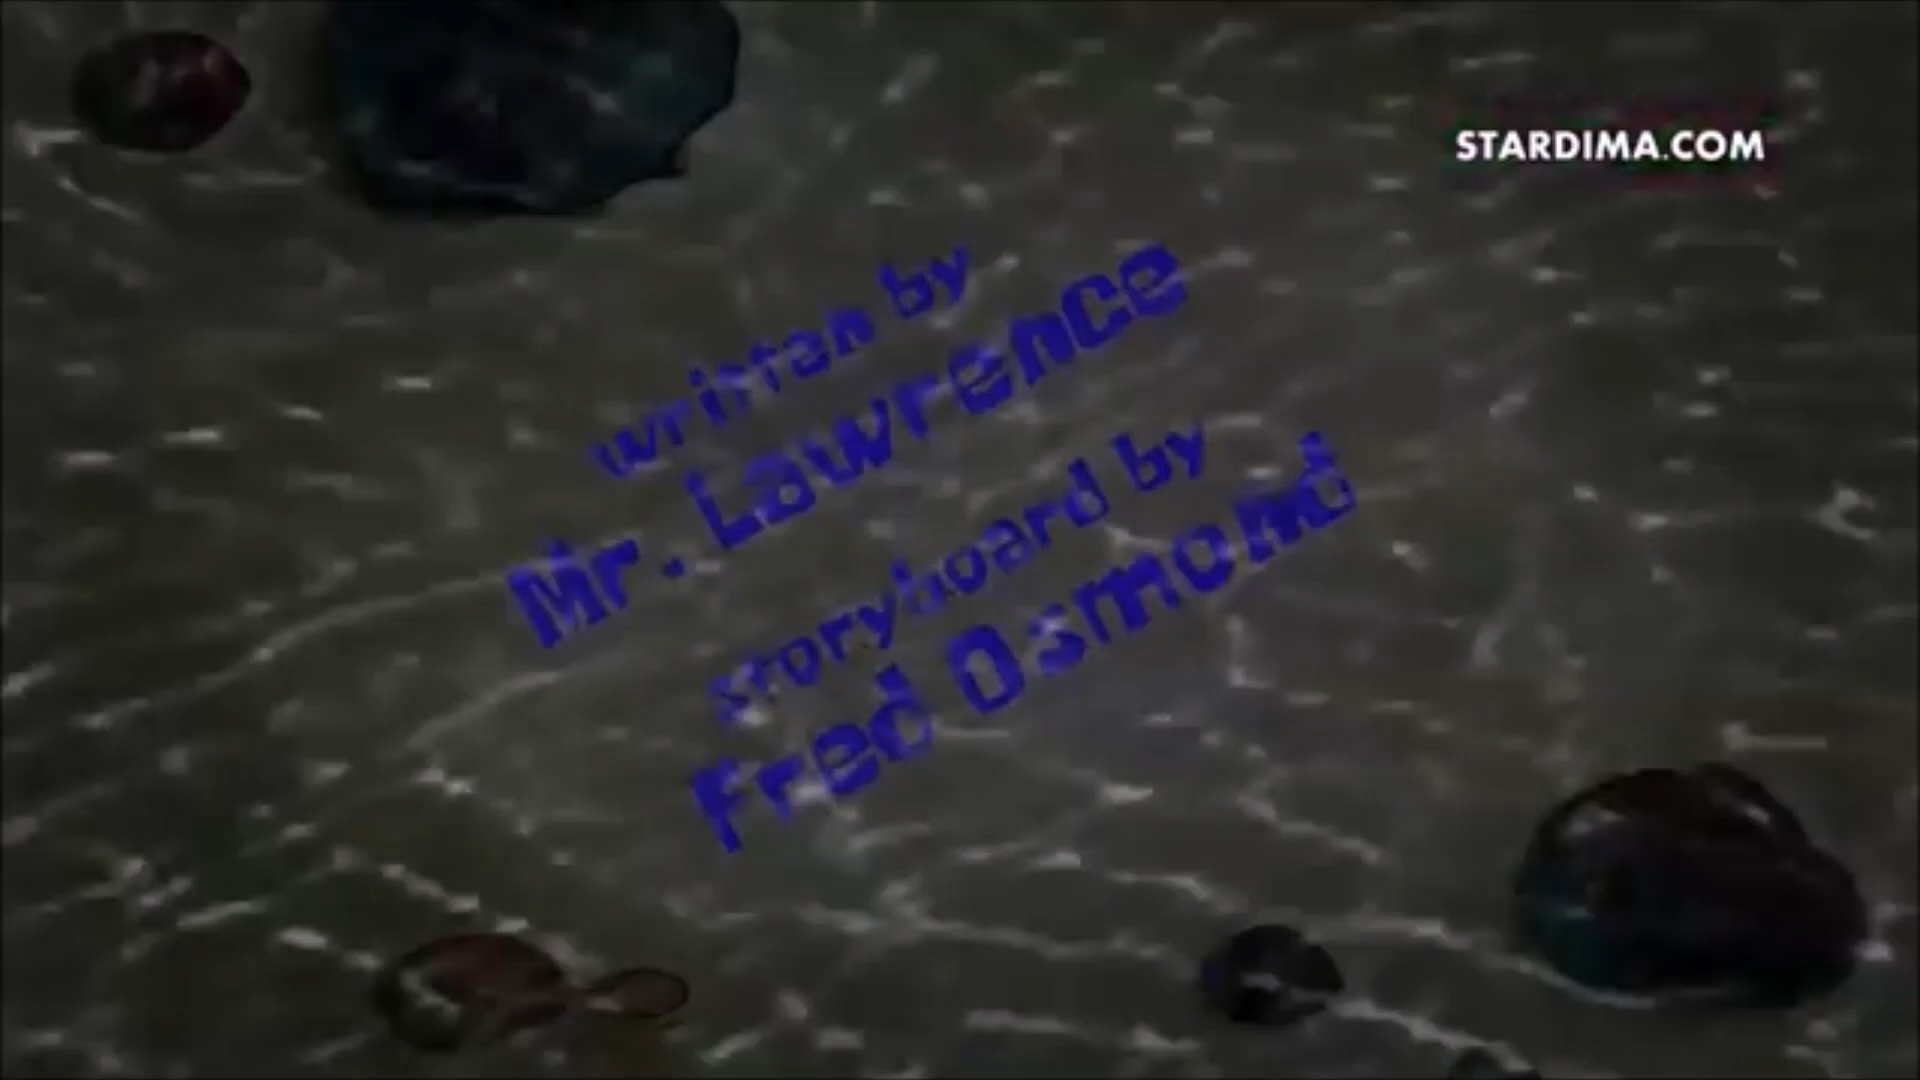 STARDIMA.COM
written by
Mr. Lawrence
storyboard by
Fred Osmond